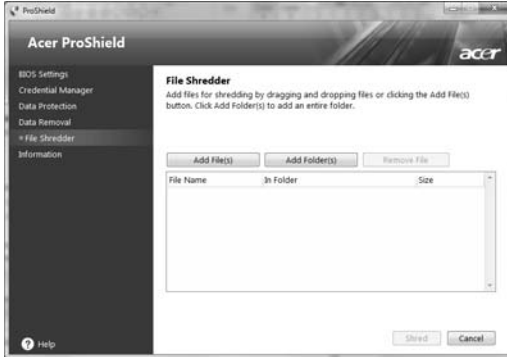 ProShield
Acer ProShield
acer
BIOS Settings
Credential Manager
Data Protection
Data Removal
File Shredder
Information
Help
File Shredder
Add files for shredding by dragging and dropping files or clicking the Add File(s)
button. Click Add Folder(s) to add an entire folder.
Add File(s) Add Folder(s) Remove File
File Name In Folder Size
Shred Cancel